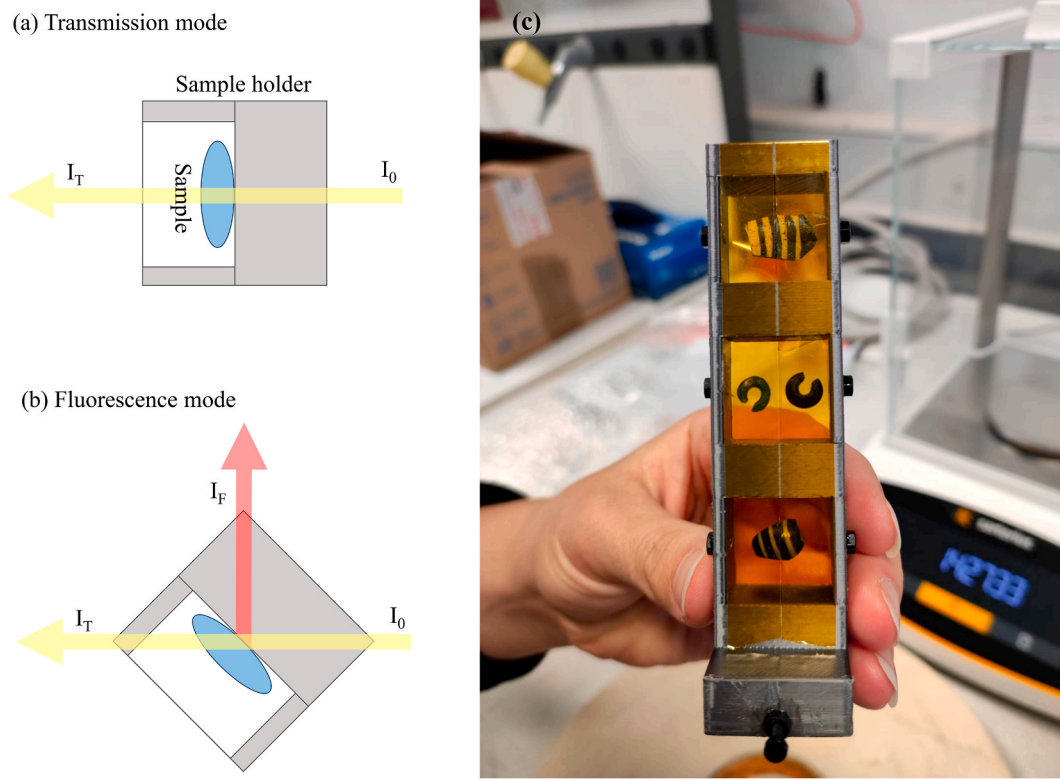 (a) Transmission mode
Sample holder
I_T
I_0
Sample
(b) Fluorescence mode
I_F
I_T
I_0
(c)